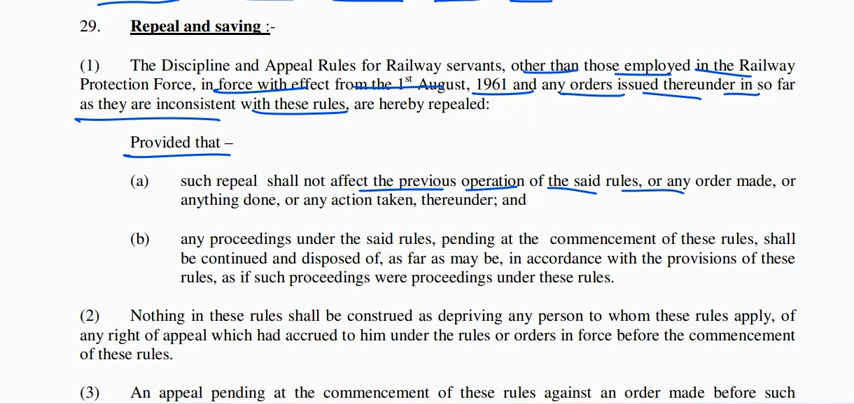 29. Repeal and saving :-
(1) The Discipline and Appeal Rules for Railway servants, other than those employed in the Railway
Protection Force, in force with effect from the 1st August, 1961 and any orders issued thereunder in so far
as they are inconsistent with these rules, are hereby repealed:
Provided that –
(a) such repeal shall not affect the previous operation of the said rules, or any order made, or
anything done, or any action taken, thereunder; and
(b) any proceedings under the said rules, pending at the commencement of these rules, shall
be continued and disposed of, as far as may be, in accordance with the provisions of these
rules, as if such proceedings were proceedings under these rules.
(2) Nothing in these rules shall be construed as depriving any person to whom these rules apply, of
any right of appeal which had accrued to him under the rules or orders in force before the commencement
of these rules.
(3) An appeal pending at the commencement of these rules against an order made before such